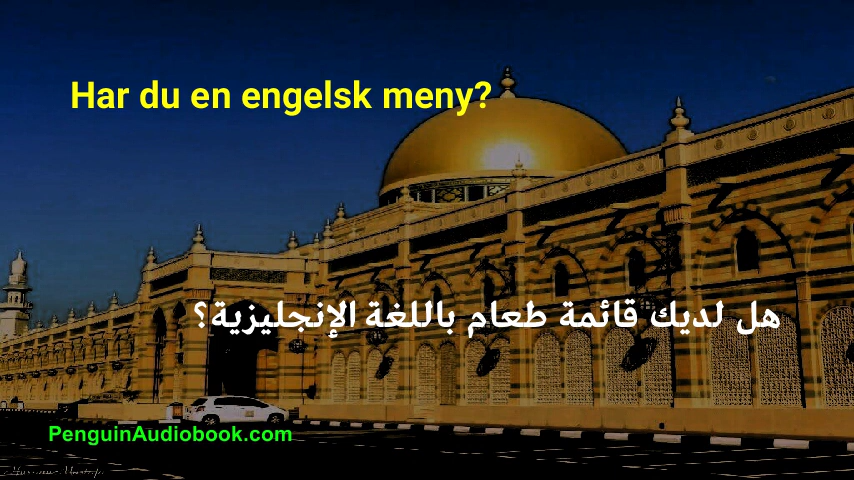 Har du en engelsk meny?
هل لديك قائمة طعام باللغة الإنجليزية؟
PenguinAudiobook.com